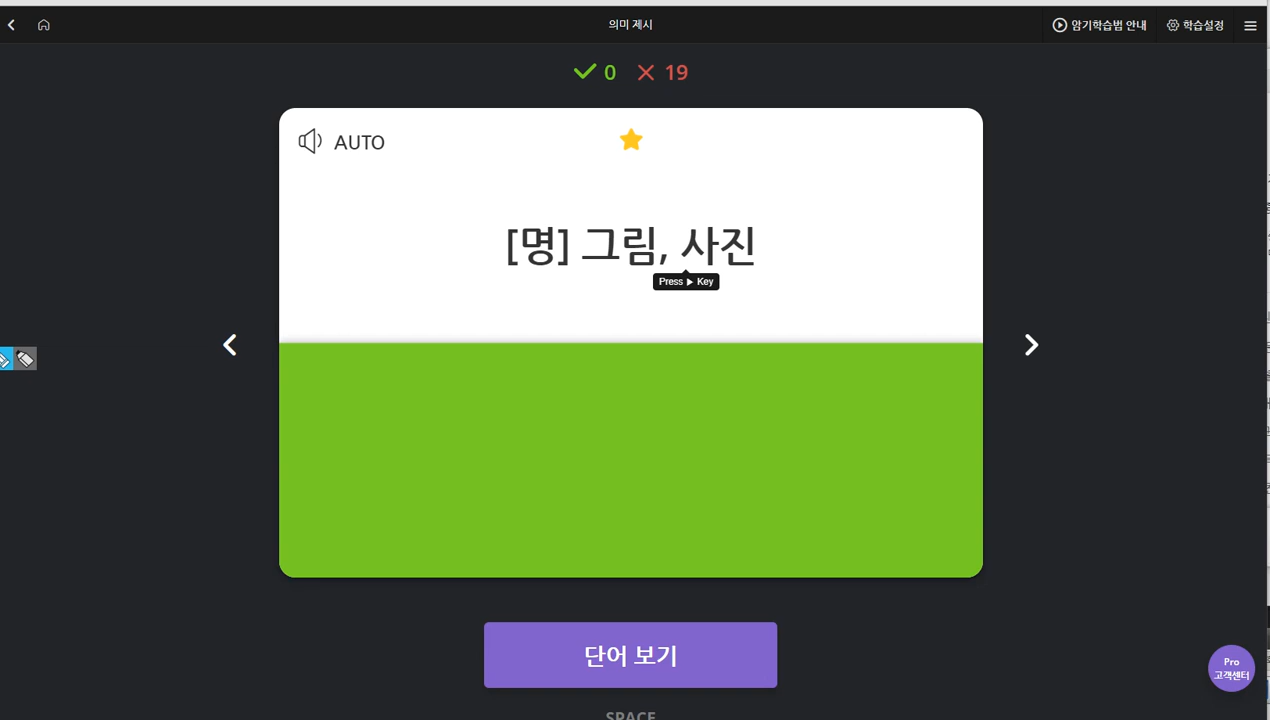 의미 제시
암기학습법 안내
학습설정
0
19
AUTO
[명] 그림, 사진
Press ▶ Key
단어 보기
SPACE
Pro
고객센터